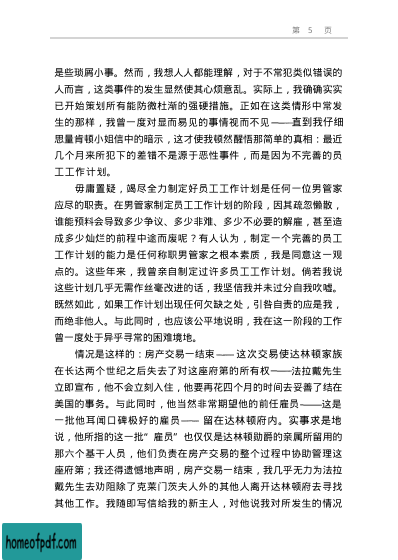 第 5 页
是些琐屑小事。然而，我想人人都能理解，对于不常犯类似错误的
人而言，这类事件的发生显然使其心烦意乱。实际上，我确确实实
已开始策划所有能防微杜渐的强硬措施。正如在这类情形中常发
生的那样，我曾一度对显而易见的事情视而不见——直到我仔细
思量肯顿小姐信中的暗示，这才使我顿然醒悟那简单的真相：最近
几个月来所犯下的差错不是源于恶性事件，而是因为不完善的员
工工作计划。
毋庸置疑，竭尽全力制定好员工工作计划是任何一位男管家
应尽的职责。在男管家制定员工工作计划的阶段，因其疏忽懒散，
谁能预料会导致多少争议、多少非难、多少不必要的解雇，甚至造
成多少灿烂的前程中途而废呢？有人认为，制定一个完善的员工
工作计划的能力是任何称职男管家之根本素质，我是同意这一观
点的。这些年来，我曾亲自制定过许多员工工作计划。倘若我说
这些计划几乎无需作丝毫改进的话，我坚信我并未过分自我吹嘘。
既然如此，如果工作计划出现任何欠缺之处，引咎自责的应是我，
而绝非他人。与此同时，也应该公平地说明，我在这一阶段的工作
曾一度处于异乎寻常的困难境地。
情况是这样的：房产交易一结束——这次交易使达林顿家族
在长达两个世纪之后失去了对这座府第的所有权——法拉戴先生
立即宣布，他不会立刻入住，他要再花四个月的时间去妥善了结在
美国的事务。与此同时，他当然非常期望他的前任雇员——这是
一批他耳闻口碑极好的雇员——留在达林顿府内。实事求是地
说，他所指的这一批“雇员”也仅仅是达林顿勋爵的亲属所留用的
那六个基干人员，他们负责在房产交易的整个过程中协助管理这
座府第；我还得遗憾地声明，房产交易一结束，我几乎无力为法拉
戴先生去劝阻除了克莱门茨夫人外的其他人离开达林顿府去寻找
其他工作。我随即写信给我的新主人，对他说我对所发生的情况
homeofpdf.com